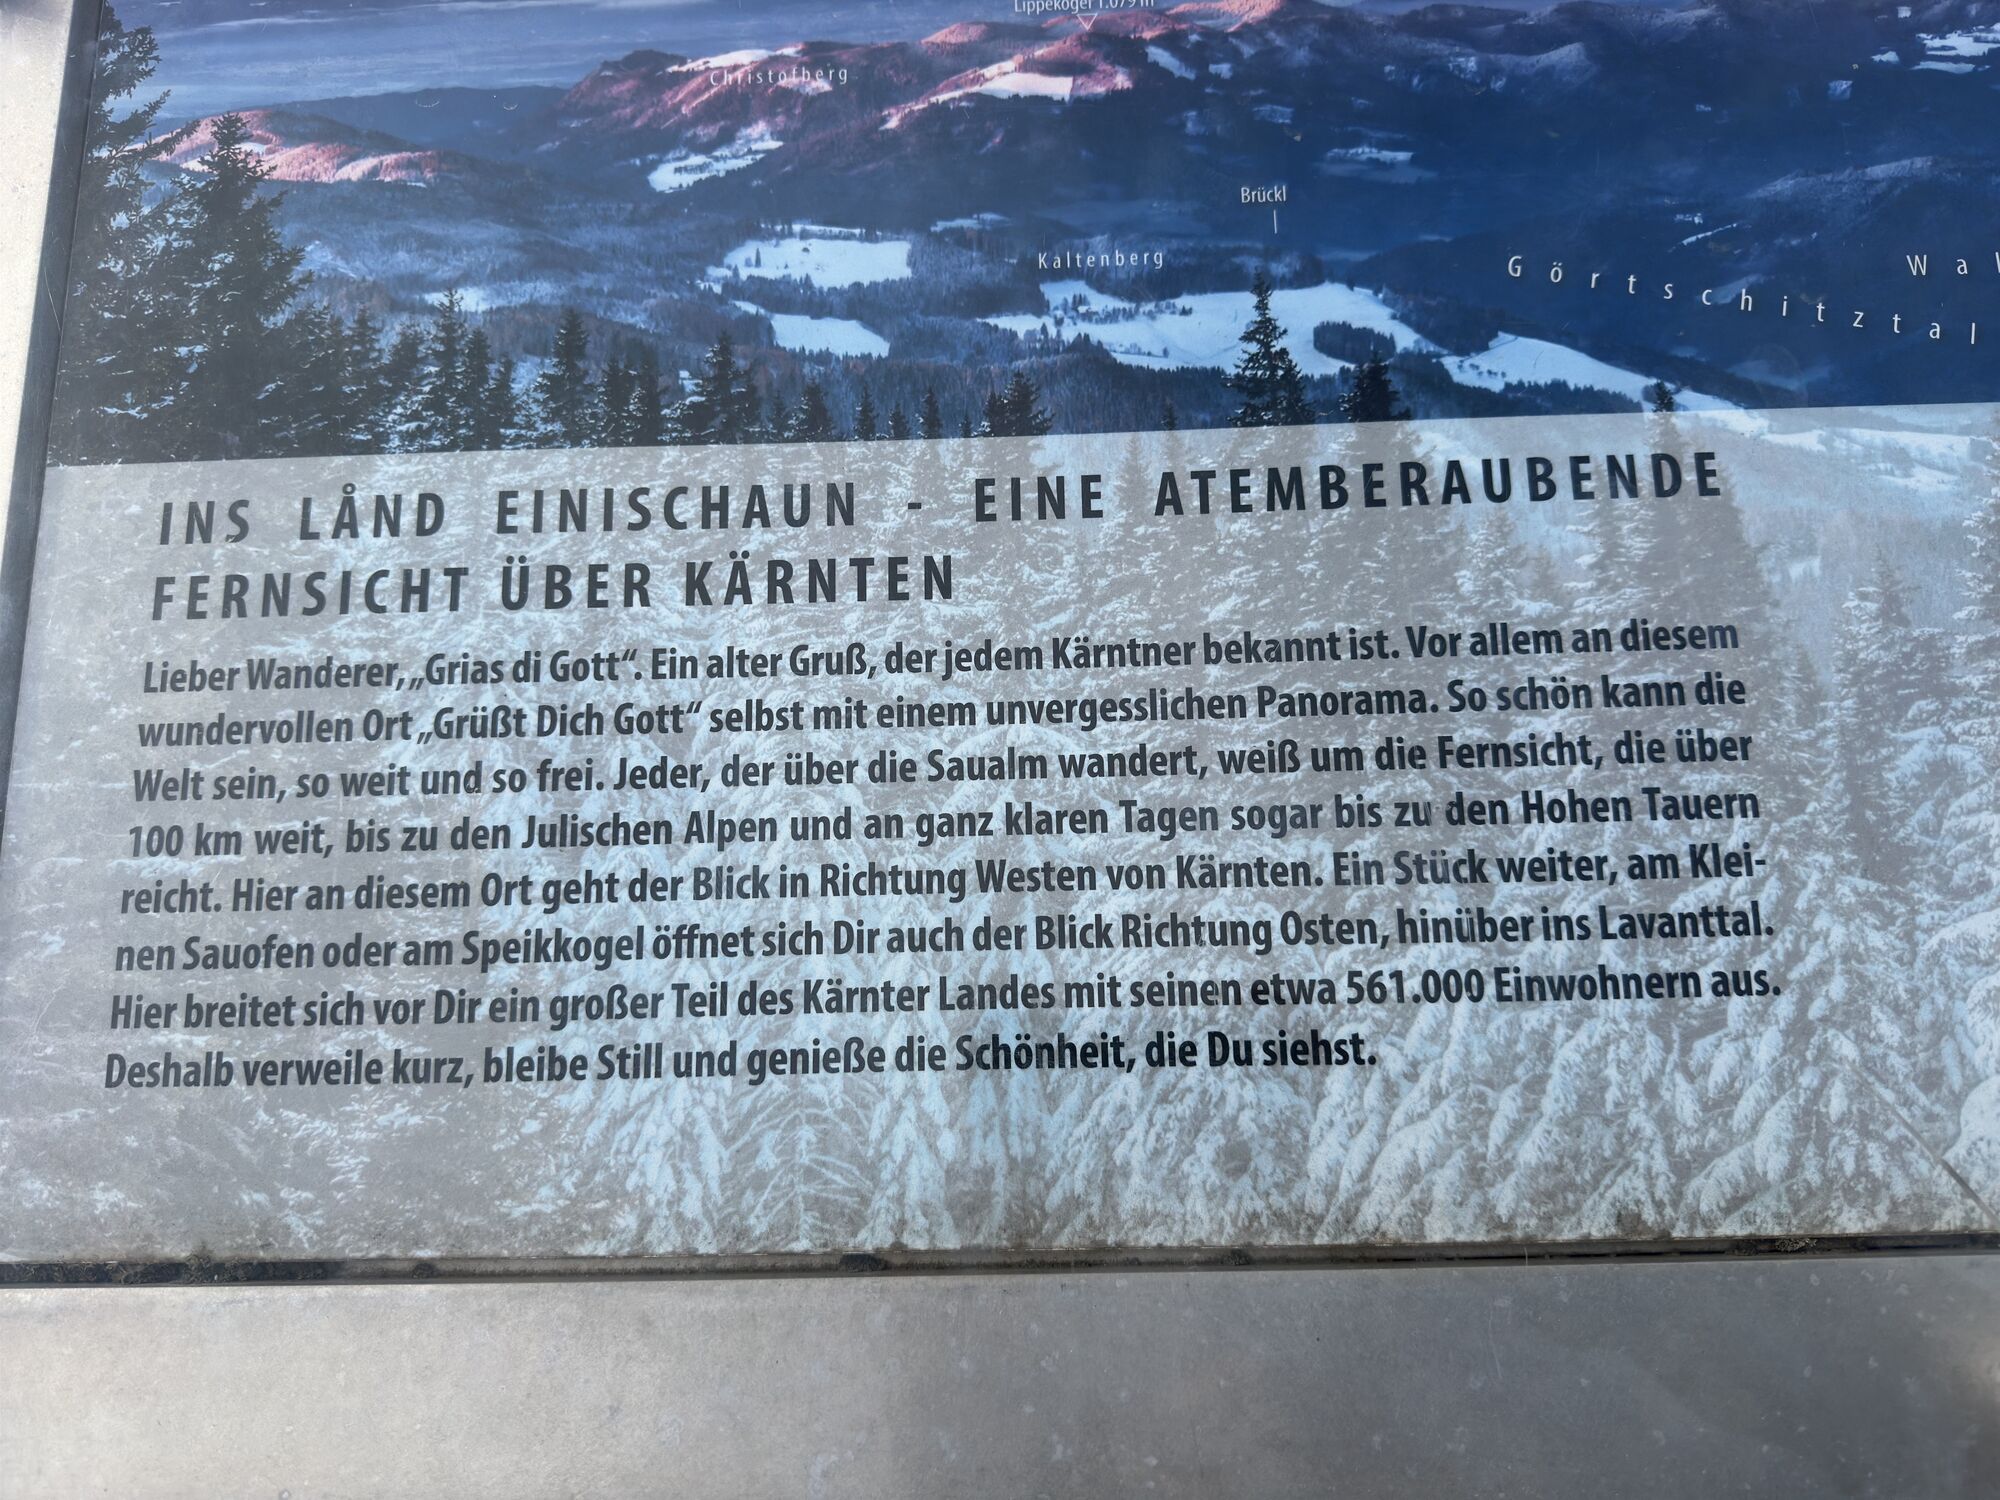 Lippekogel 1.079 m
Christofberg
Brückl
Kaltenberg
Görtschitztal
INS LÅND EINISCHAUN - EINE ATEMBERAUBENDE
FERNSICHT ÜBER KÄRNTEN
Lieber Wanderer, „Grias di Gott“. Ein alter Gruß, der jedem Kärntner bekannt ist. Vor allem an diesem
wundervollen Ort „Grüßt Dich Gott“ selbst mit einem unvergesslichen Panorama. So schön kann die
Welt sein, so weit und so frei. Jeder, der über die Saualm wandert, weiß um die Fernsicht, die über
100 km weit, bis zu den Julischen Alpen und an ganz klaren Tagen sogar bis zu den Hohen Tauern
reicht. Hier an diesem Ort geht der Blick in Richtung Westen von Kärnten. Ein Stück weiter, am Klei-
nen Sauofen oder am Speikkogel öffnet sich Dir auch der Blick Richtung Osten, hinüber ins Lavanttal.
Hier breitet sich vor Dir ein großer Teil des Kärnter Landes mit seinen etwa 561.000 Einwohnern aus.
Deshalb verweile kurz, bleibe Still und genieße die Schönheit, die Du siehst.